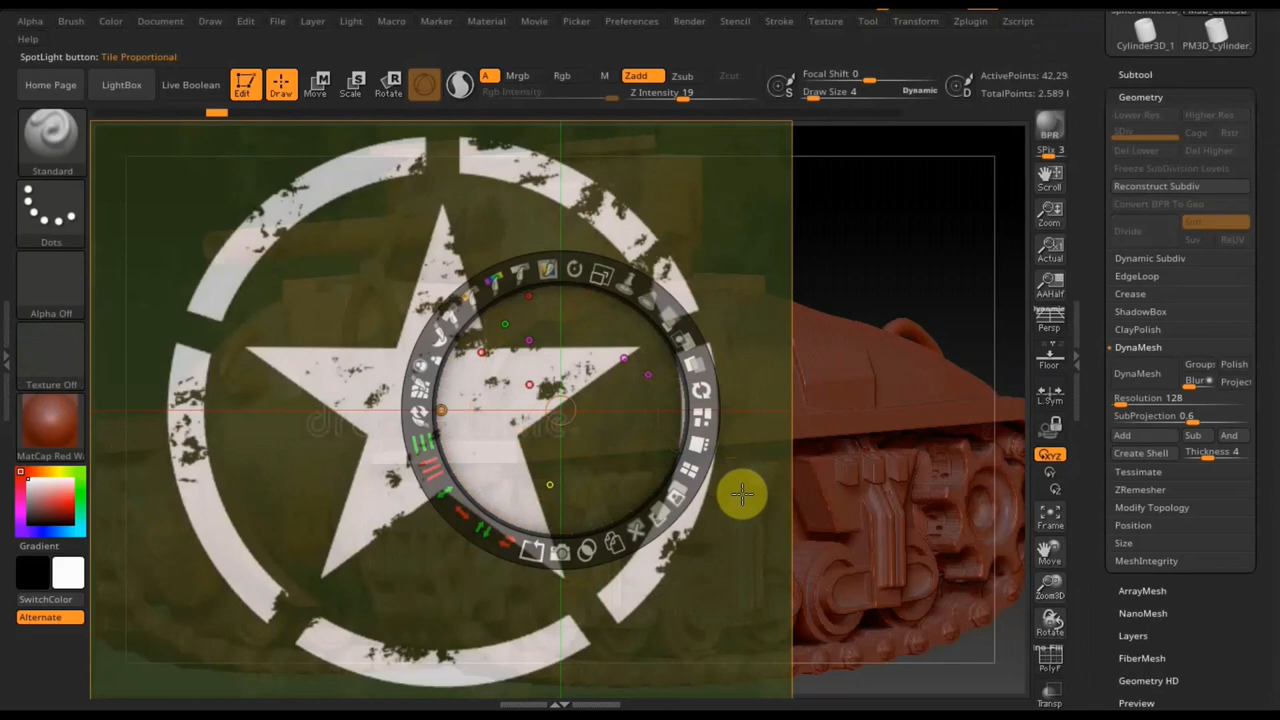 Alpha Brush Color Document Draw Edit File Layer Light Macro Marker Material Movie Picker Preferences Render Stencil Stroke Texture Tool Transform Zplugin Zscript
Help
SpotLight button: Tile Proportional
Home Page LightBox Live Boolean Edit Draw Move Scale Rotate
A Mrgb Rgb M Zadd Zsub Zcut
Rgb Intensity Z Intensity 19
Focal Shift 0
Draw Size 4 Dynamic
ActivePoints: 42,29
TotalPoints: 2.589
Standard
Dots
Alpha Off
Texture Off
MatCap Red W
Gradient
SwitchColor
Alternate
BPR
SPix 3
Scroll
Zoom
Actual
AAHalf
Dynamic
Persp
Floor
L.Sym
XYZ
Frame
Move
Zoom3D
Rotate
PolyF
Transp
Cylinder3D_1 PM3D_Cylinder
Subtool
Geometry
Lower Res Higher Res
SDiv Cage Rstr
Del Lower Del Higher
Freeze SubDivision Levels
Reconstruct Subdiv
Convert BPR To Geo
Divide Smt
Suv ReUV
Dynamic Subdiv
EdgeLoop
Crease
ShadowBox
ClayPolish
DynaMesh
DynaMesh Groups Polish
Blur Project
Resolution 128
SubProjection 0.6
Add Sub And
Create Shell Thickness 4
Tessimate
ZRemesher
Modify Topology
Position
Size
MeshIntegrity
ArrayMesh
NanoMesh
Layers
FiberMesh
Geometry HD
Preview